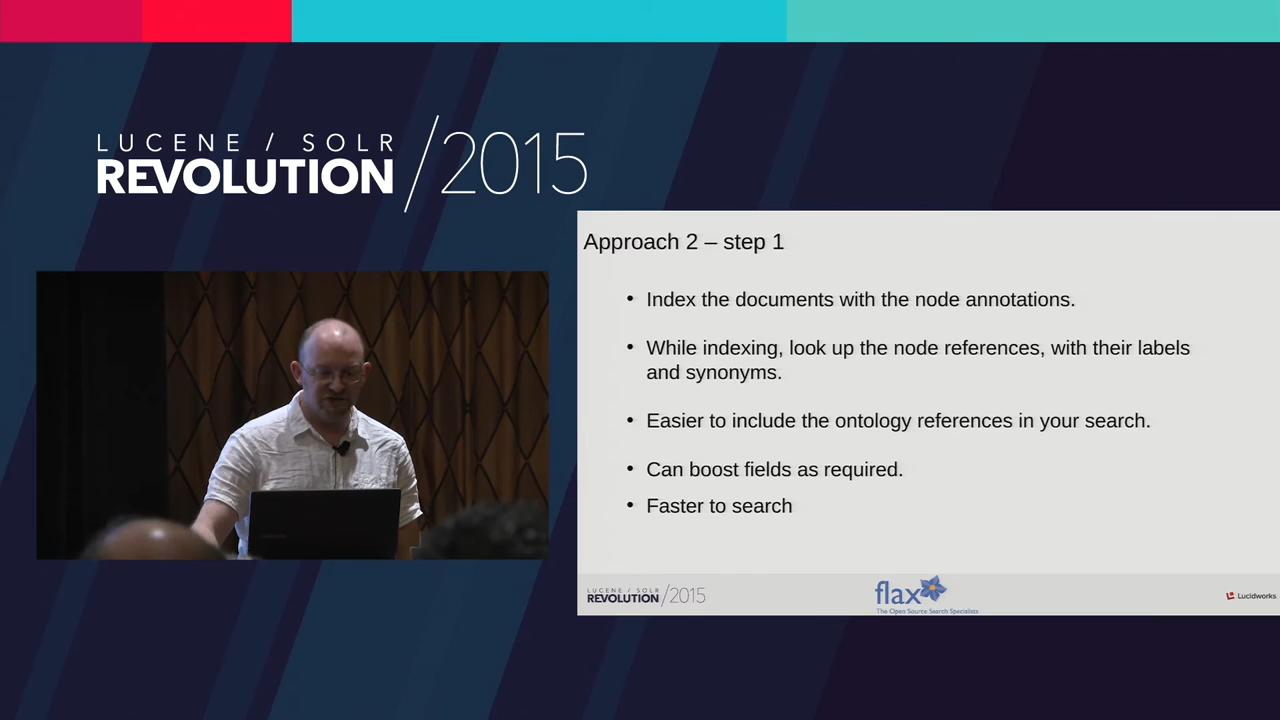 LUCENE / SOLR
REVOLUTION/2015
Approach 2 – step 1
• Index the documents with the node annotations.
• While indexing, look up the node references, with their labels
and synonyms.
• Easier to include the ontology references in your search.
• Can boost fields as required.
• Faster to search
LUCENE / SOLR
REVOLUTION/2015
flax
The Open Source Search Specialists
Lucidworks